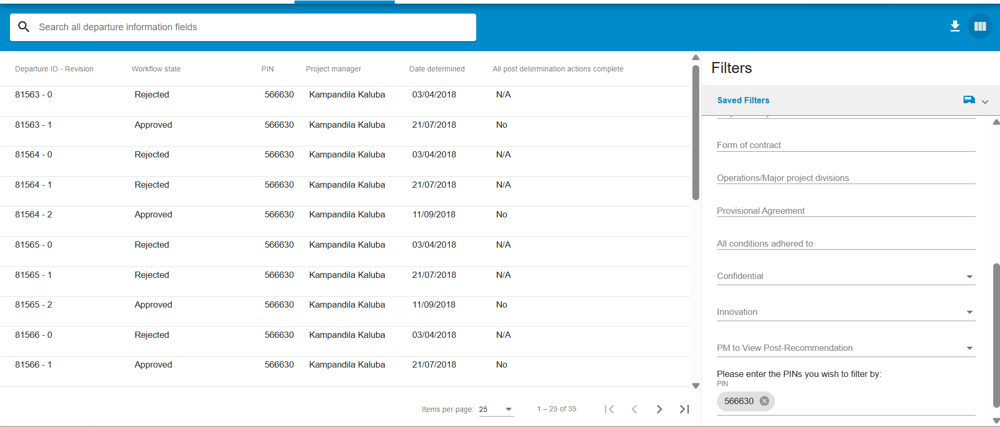 Search all departure information fields
Departure ID - Revision Workflow state PIN Project manager Date determined All post determination actions complete
81563 - 0 Rejected 566630 Kampandila Kaluba 03/04/2018 N/A
81563 - 1 Approved 566630 Kampandila Kaluba 21/07/2018 No
81564 - 0 Rejected 566630 Kampandila Kaluba 03/04/2018 N/A
81564 - 1 Rejected 566630 Kampandila Kaluba 21/07/2018 N/A
81564 - 2 Approved 566630 Kampandila Kaluba 11/09/2018 No
81565 - 0 Rejected 566630 Kampandila Kaluba 03/04/2018 N/A
81565 - 1 Rejected 566630 Kampandila Kaluba 21/07/2018 N/A
81565 - 2 Approved 566630 Kampandila Kaluba 11/09/2018 No
81566 - 0 Rejected 566630 Kampandila Kaluba 03/04/2018 N/A
81566 - 1 Approved 566630 Kampandila Kaluba 21/07/2018 No
Items per page: 25 1 – 25 of 35
Filters
Saved Filters
Form of contract
Operations/Major project divisions
Provisional Agreement
All conditions adhered to
Confidential
Innovation
PM to View Post-Recommendation
Please enter the PINs you wish to filter by:
PIN
566630